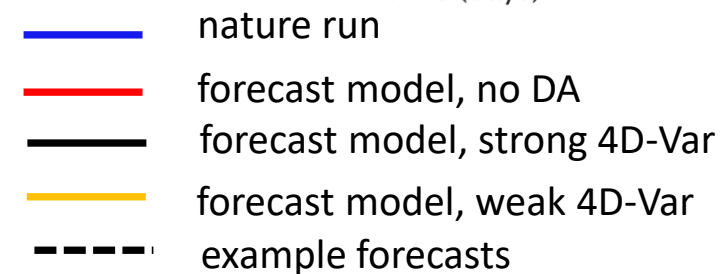 nature run
forecast model, no DA
forecast model, strong 4D-Var
forecast model, weak 4D-Var
example forecasts